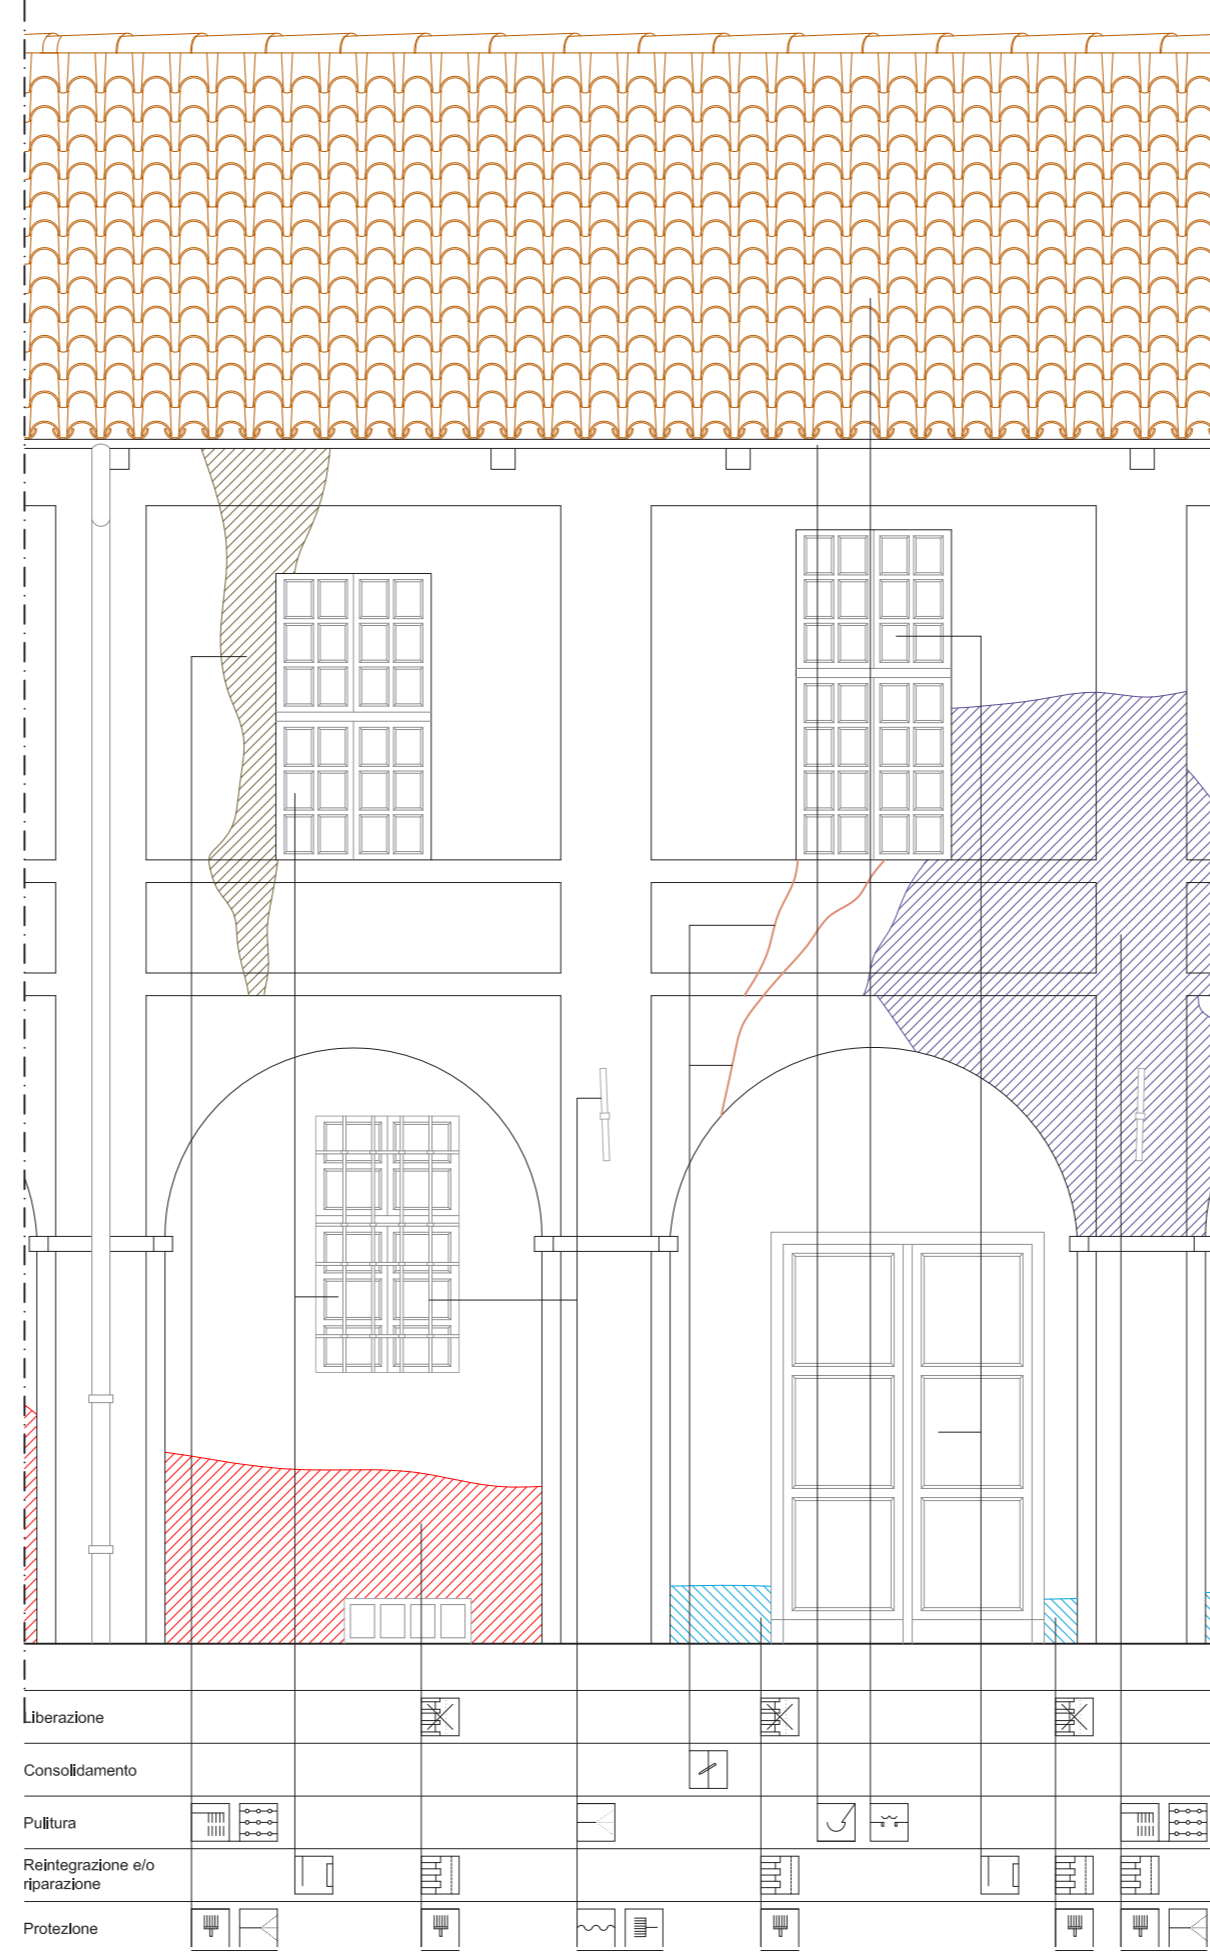 Liberazione
Consolidamento
Pulitura
Reintegrazione e/o
riparazione
Protezione